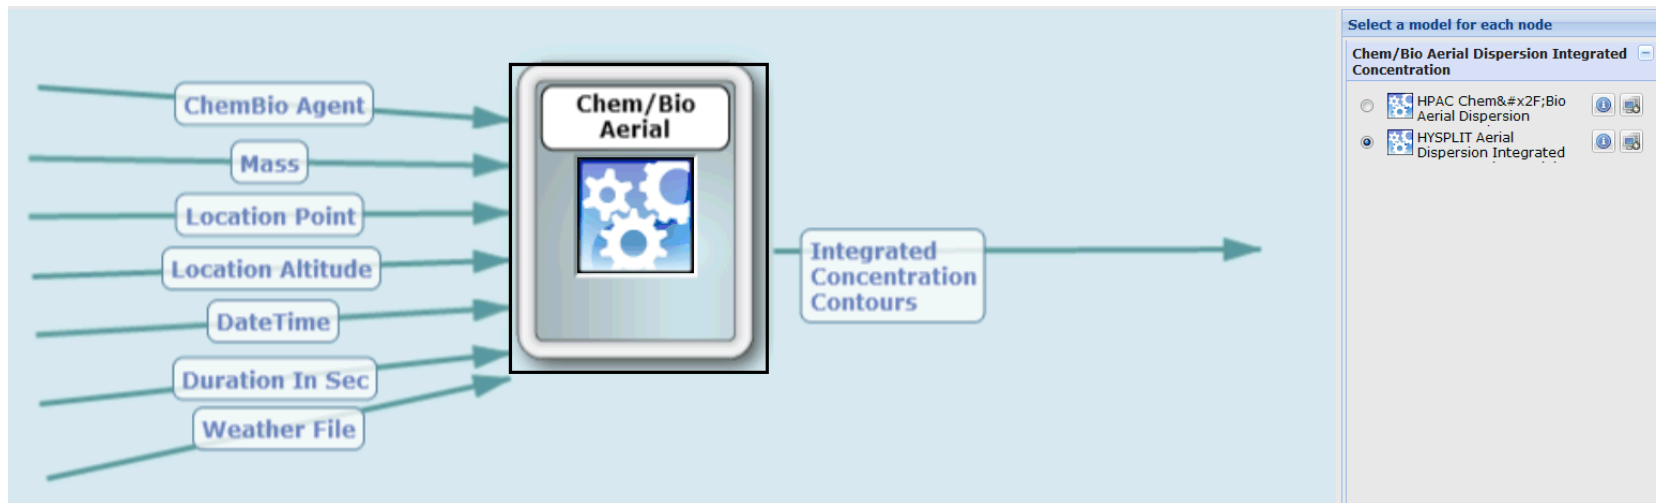 ChemBio Agent
Mass
Location Point
Location Altitude
DateTime
Duration In Sec
Weather File
Chem/Bio
Aerial
Integrated
Concentration
Contours
Select a model for each node
Chem/Bio Aerial Dispersion Integrated
Concentration
HPAC Chem&#x2F;Bio
Aerial Dispersion
HYSPLIT Aerial
Dispersion Integrated